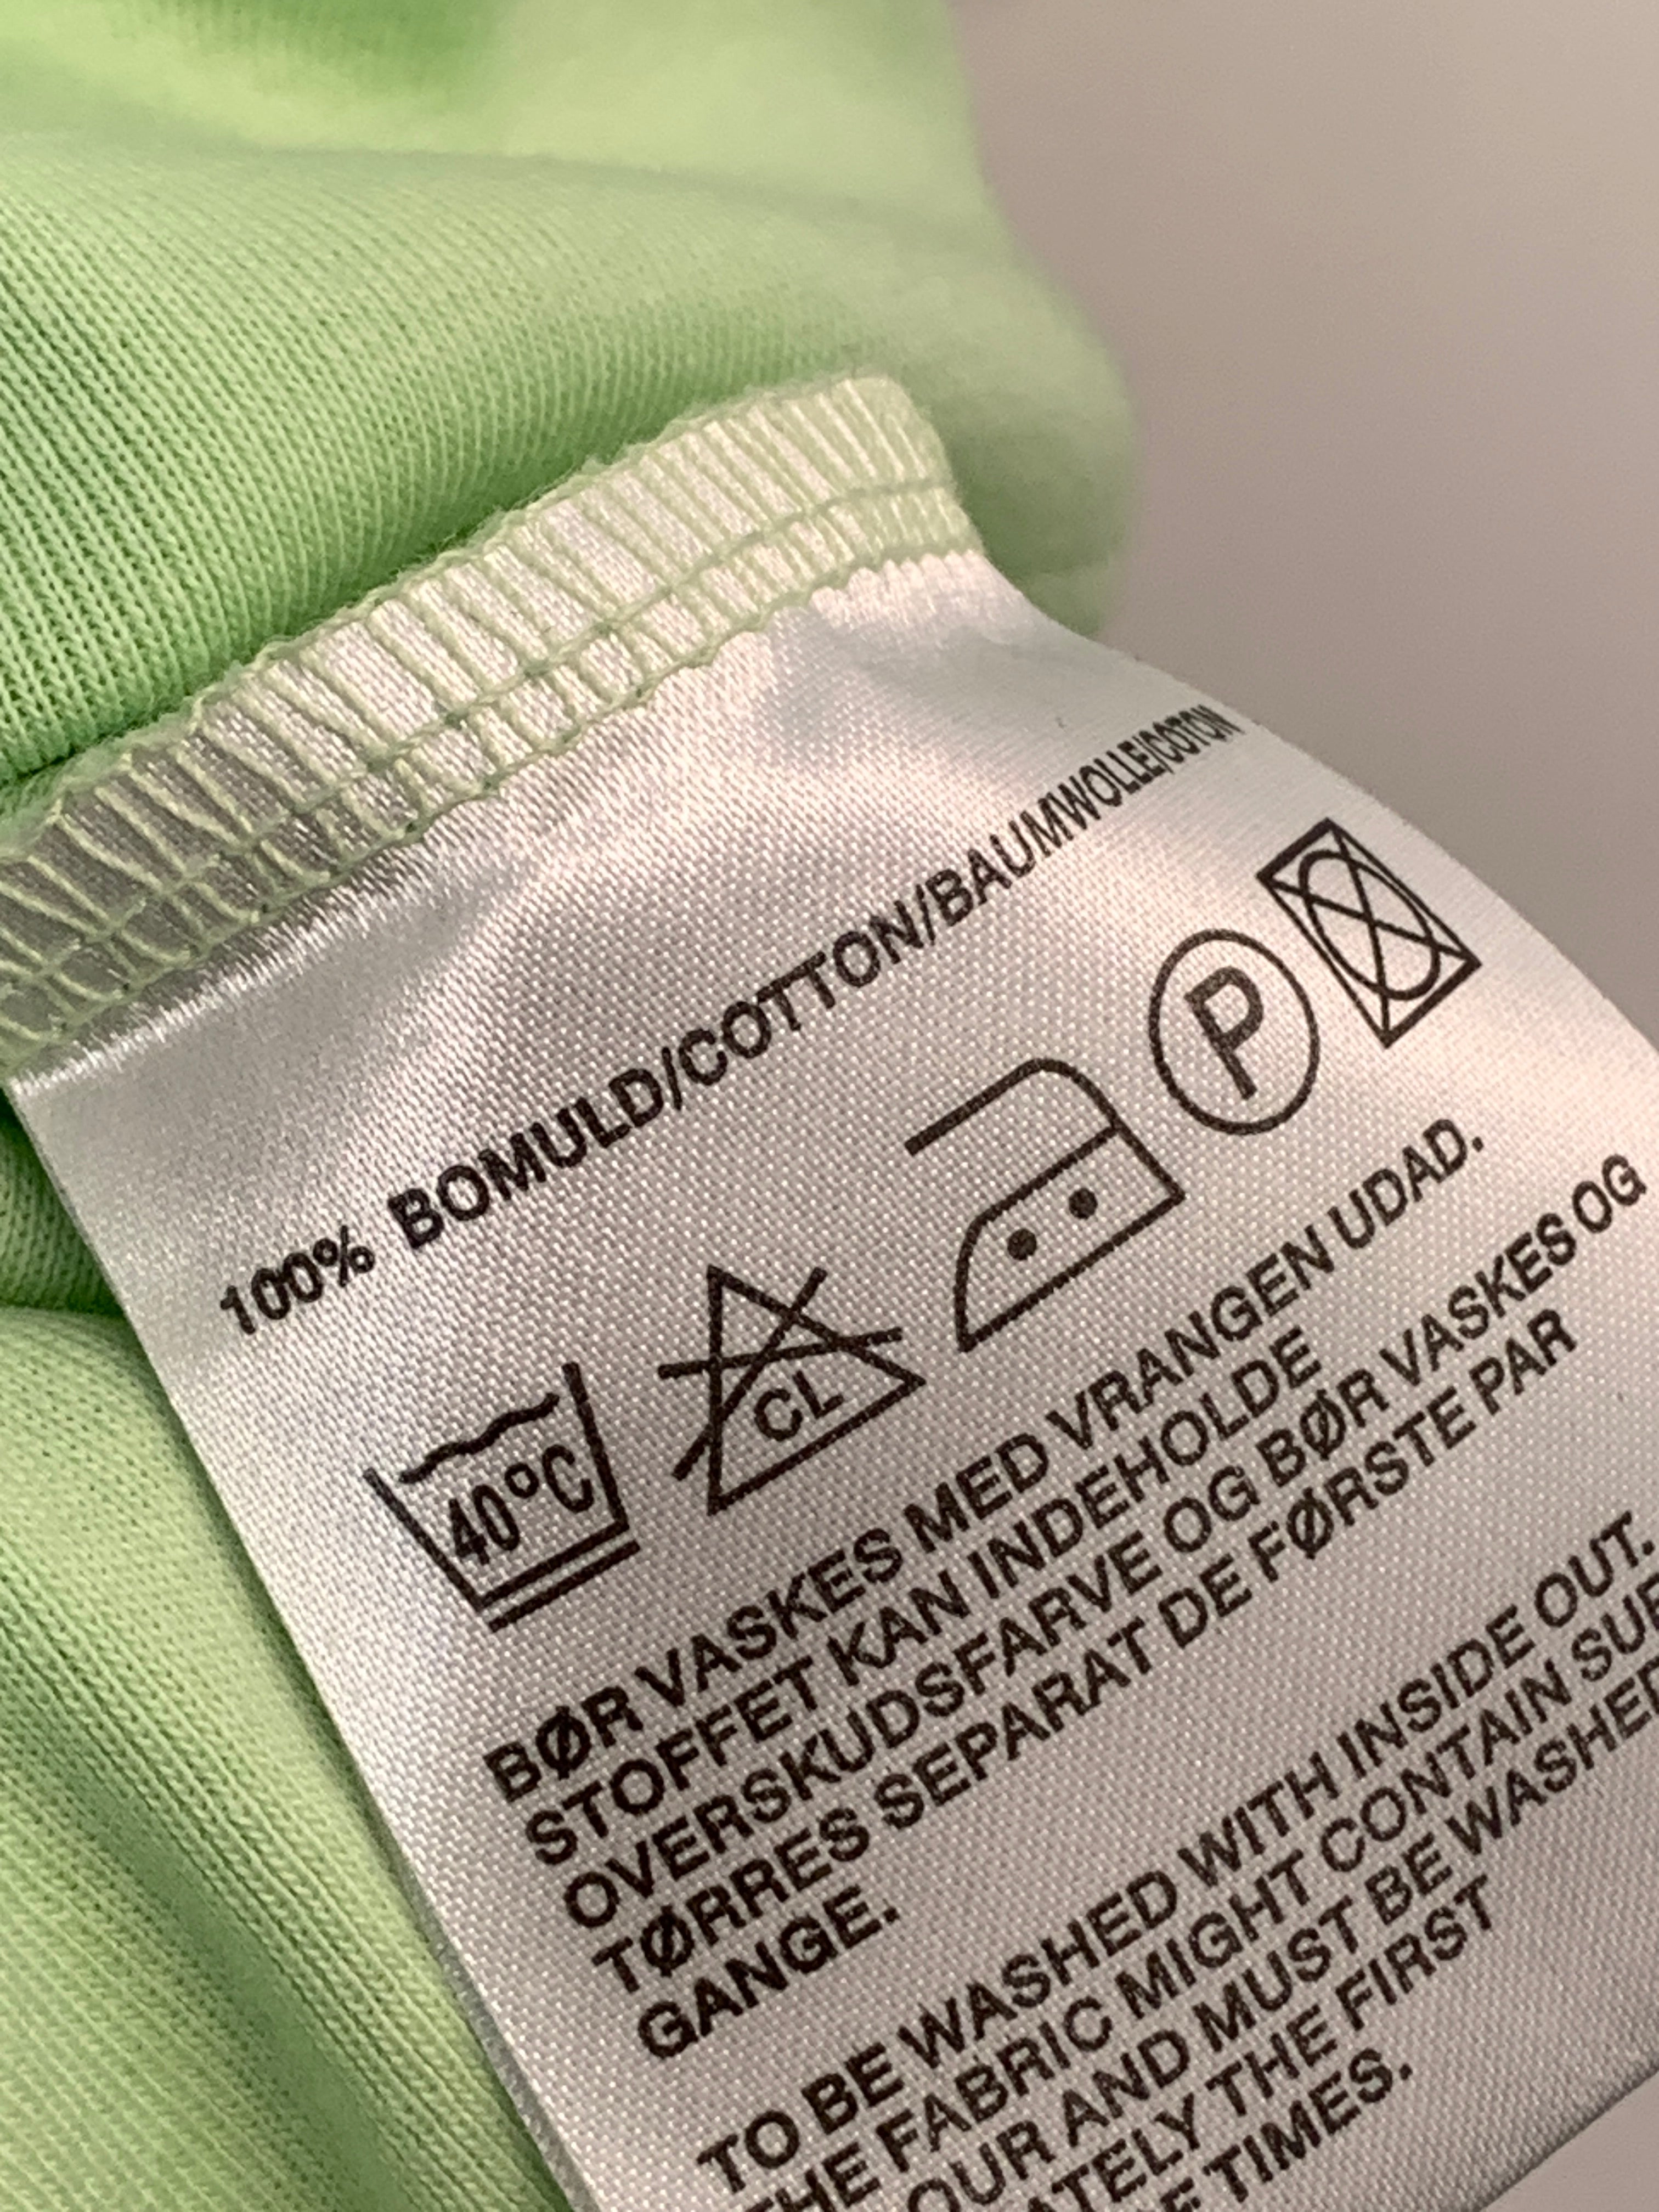 100% BOMULD/COTTON/BAUMWOLLE/COTON
40°C CL P
BØR VASKES MED VRANGEN UDAD.
STOFFET KAN INDEHOLDE
OVERSKUDSFARVE OG BØR VASKES OG
TØRRES SEPARAT DE FØRSTE PAR
GANGE.
TO BE WASHED WITH INSIDE OUT.
THE FABRIC MIGHT CONTAIN
AND MUST BE WASHED
THE FIRST
TIMES.